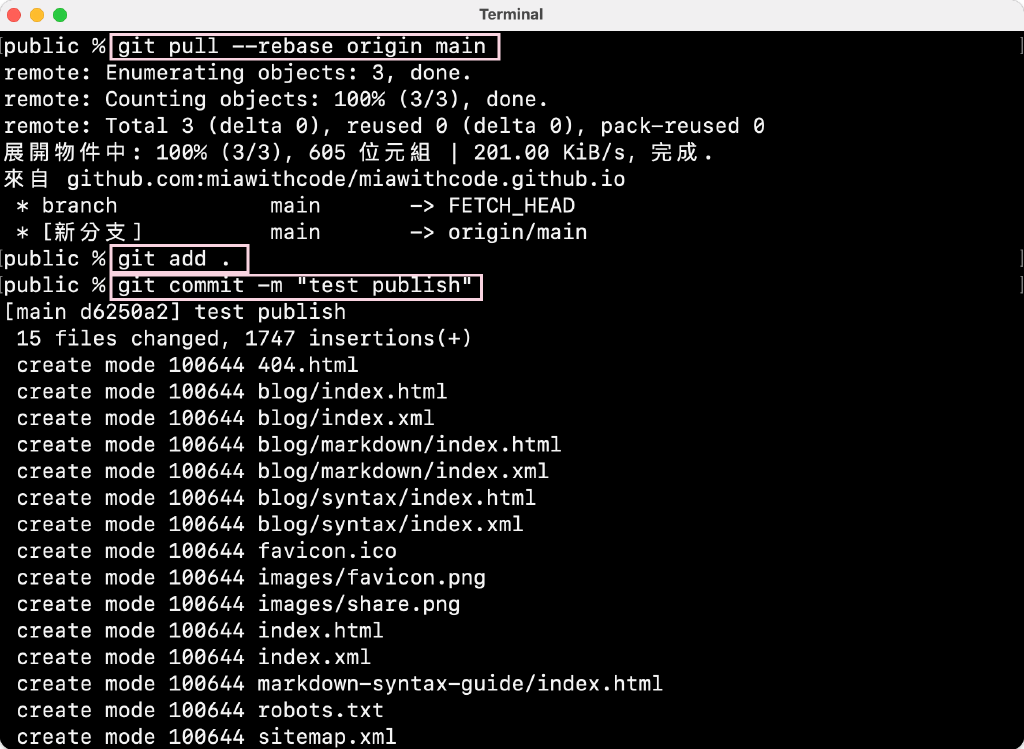 Terminal
public % git pull --rebase origin main
remote: Enumerating objects: 3, done.
remote: Counting objects: 100% (3/3), done.
remote: Total 3 (delta 0), reused 0 (delta 0), pack-reused 0
展開物件中: 100% (3/3), 605 位元組 | 201.00 KiB/s, 完成.
來自 github.com:miawithcode/miawithcode.github.io
 * branch            main       -> FETCH_HEAD
 * [新分支]          main       -> origin/main
public % git add .
public % git commit -m "test publish"
[main d6250a2] test publish
 15 files changed, 1747 insertions(+)
 create mode 100644 404.html
 create mode 100644 blog/index.html
 create mode 100644 blog/index.xml
 create mode 100644 blog/markdown/index.html
 create mode 100644 blog/markdown/index.xml
 create mode 100644 blog/syntax/index.html
 create mode 100644 blog/syntax/index.xml
 create mode 100644 favicon.ico
 create mode 100644 images/favicon.png
 create mode 100644 images/share.png
 create mode 100644 index.html
 create mode 100644 index.xml
 create mode 100644 markdown-syntax-guide/index.html
 create mode 100644 robots.txt
 create mode 100644 sitemap.xml